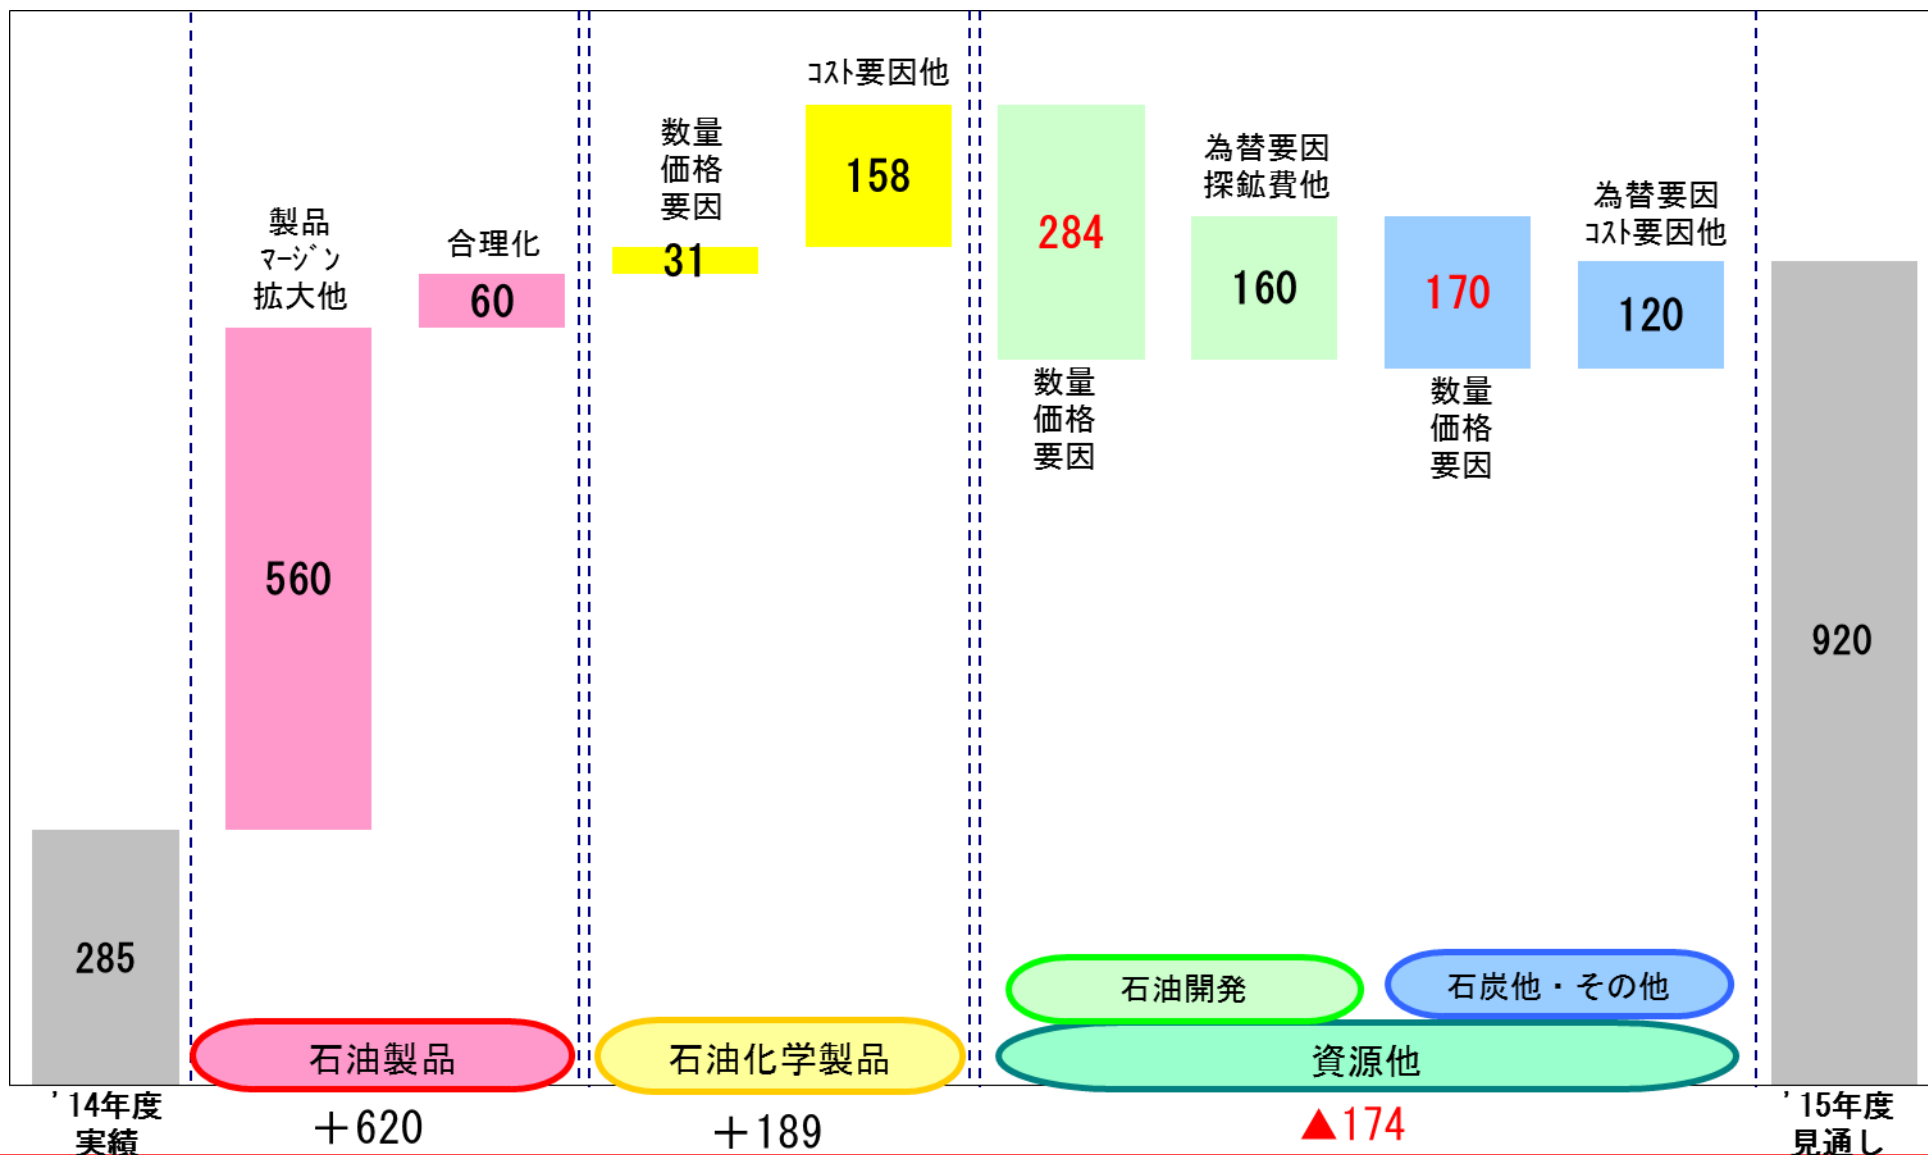 製品
ﾏｰｼﾞﾝ
拡大他
560
合理化
60
数量
価格
要因
31
ｺｽﾄ要因他
158
284
数量
価格
要因
為替要因
探鉱費他
160
170
数量
価格
要因
為替要因
ｺｽﾄ要因他
120
285
920
石油開発
石炭他・その他
石油製品
石油化学製品
資源他
'14年度
実績
＋620
＋189
▲174
'15年度
見通し